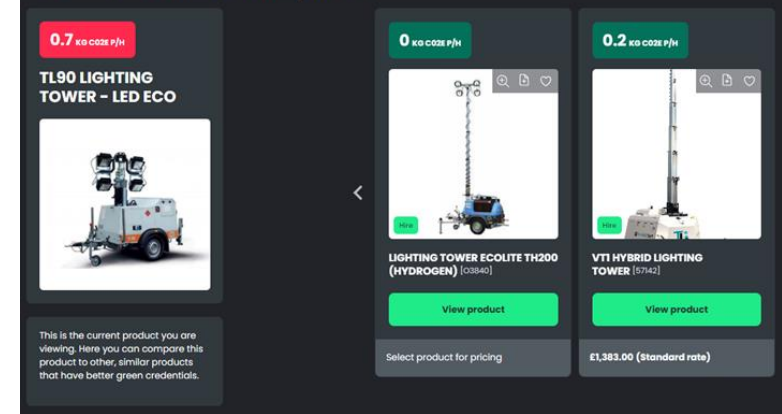 0.7 KG CO2E P/H
TL90 LIGHTING
TOWER - LED ECO
This is the current product you are
viewing. Here you can compare this
product to other, similar products
that have better green credentials.
0 KG CO2E P/H
Hire
LIGHTING TOWER ECOLITE TH200
(HYDROGEN) [03840]
View product
Select product for pricing
0.2 KG CO2E P/H
Hire
VT1 HYBRID LIGHTING
TOWER [57142]
View product
£1,383.00 (Standard rate)